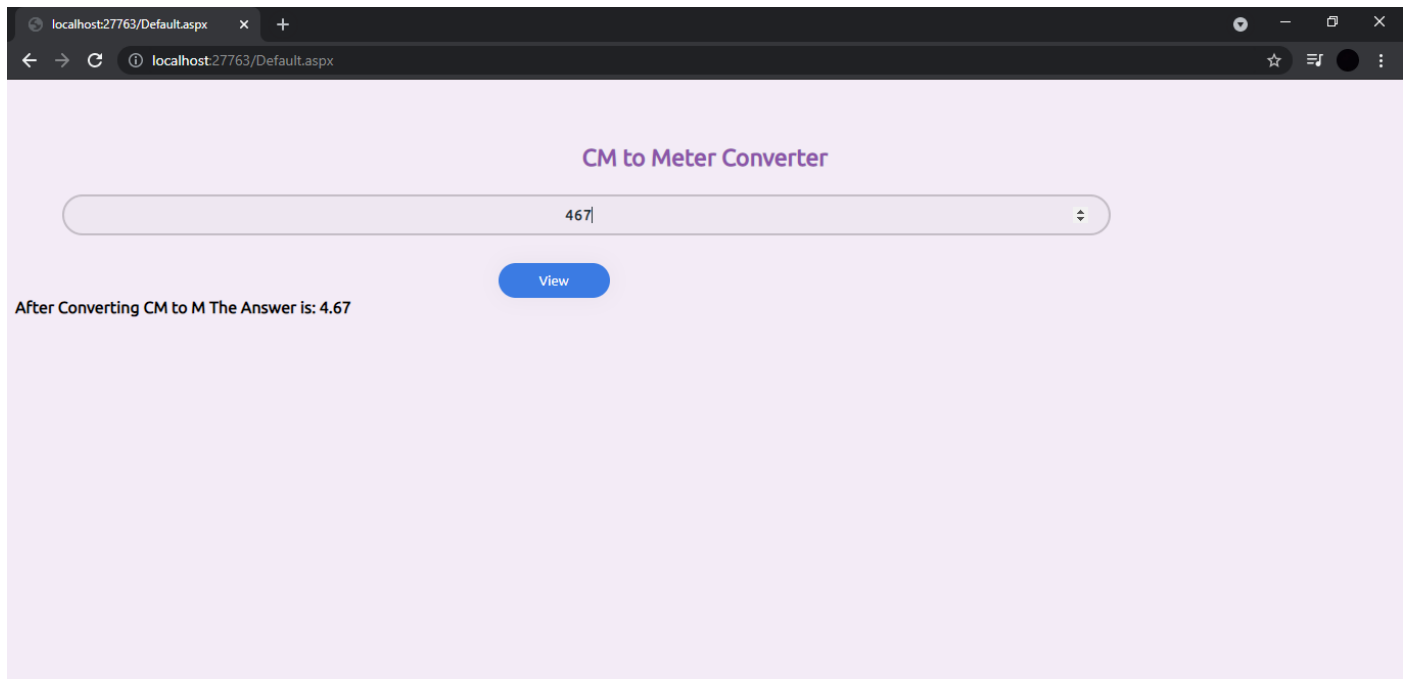 localhost:27763/Default.aspx
localhost:27763/Default.aspx
CM to Meter Converter
467
View
After Converting CM to M The Answer is: 4.67